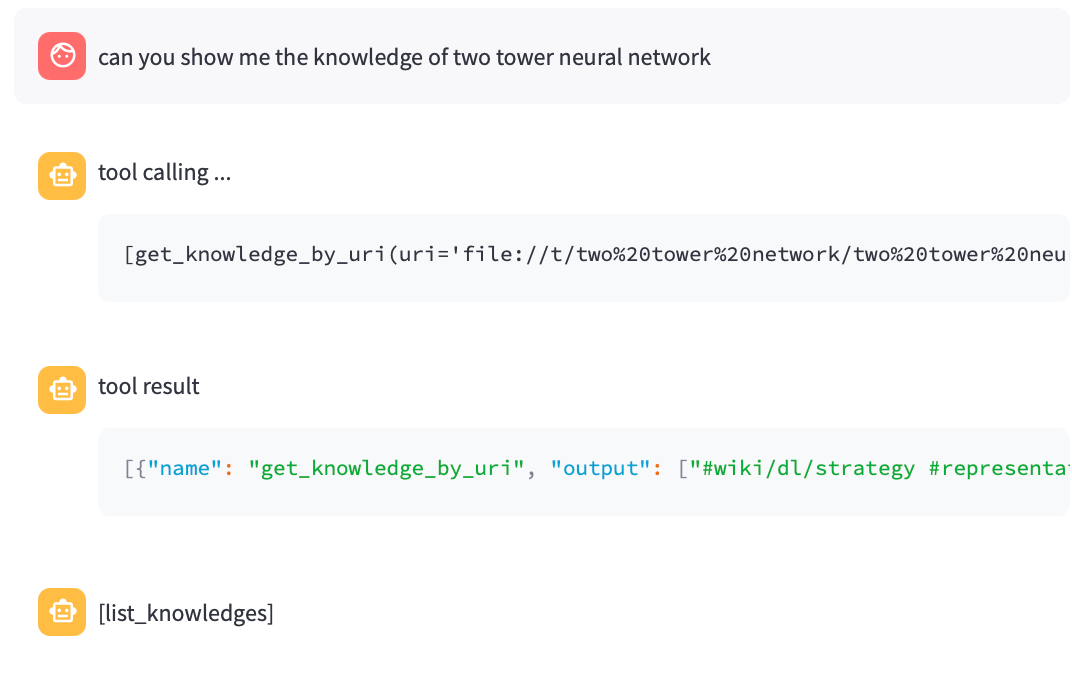 can you show me the knowledge of two tower neural network
tool calling ...
[get_knowledge_by_uri(uri='file://t/two%20tower%20network/two%20tower%20neu
tool result
[{"name": "get_knowledge_by_uri", "output": ["#wiki/dl/strategy #representa
[list_knowledges]